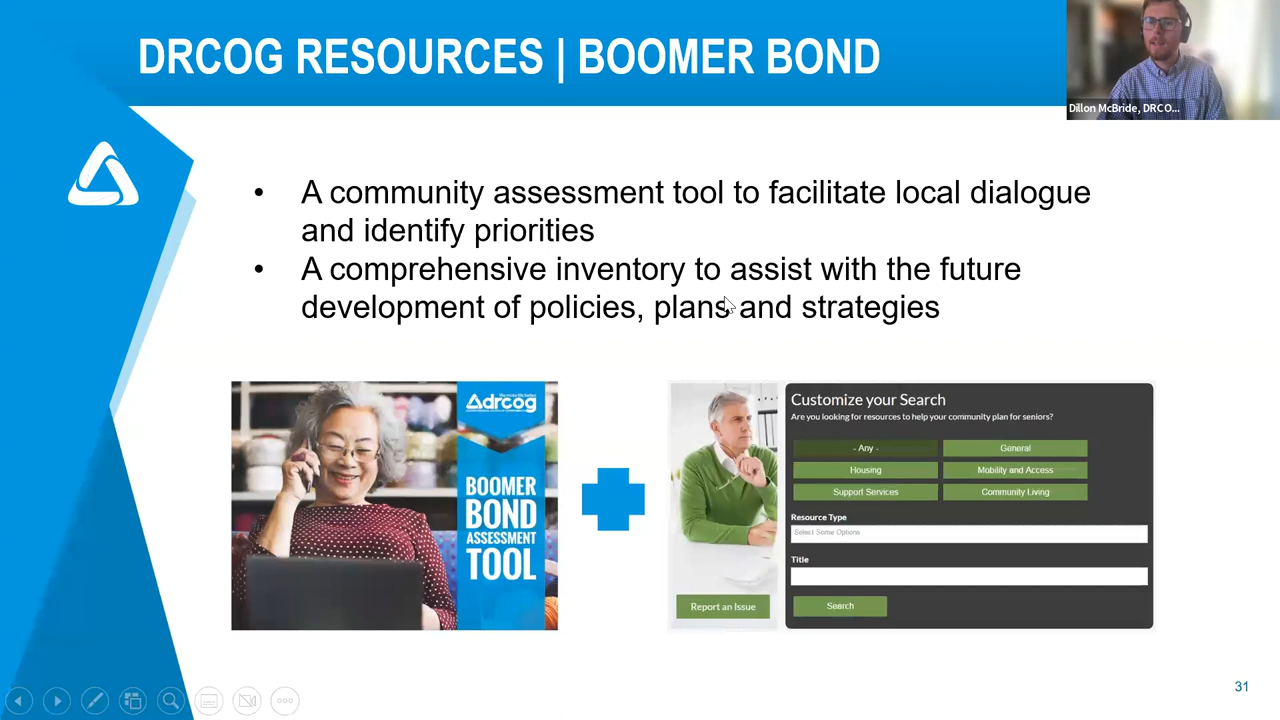 DRCOG RESOURCES | BOOMER BOND
Dillon McBride, DRCO...
• A community assessment tool to facilitate local dialogue
and identify priorities
• A comprehensive inventory to assist with the future
development of policies, plans and strategies
drcog
BOOMER
BOND
ASSESSMENT
TOOL
Report an Issue
Customize your Search
Are you looking for resources to help your community plan for seniors?
- Any -
General
Housing
Mobility and Access
Support Services
Community Living
Resource Type
Select Some Options
Title
Search
31